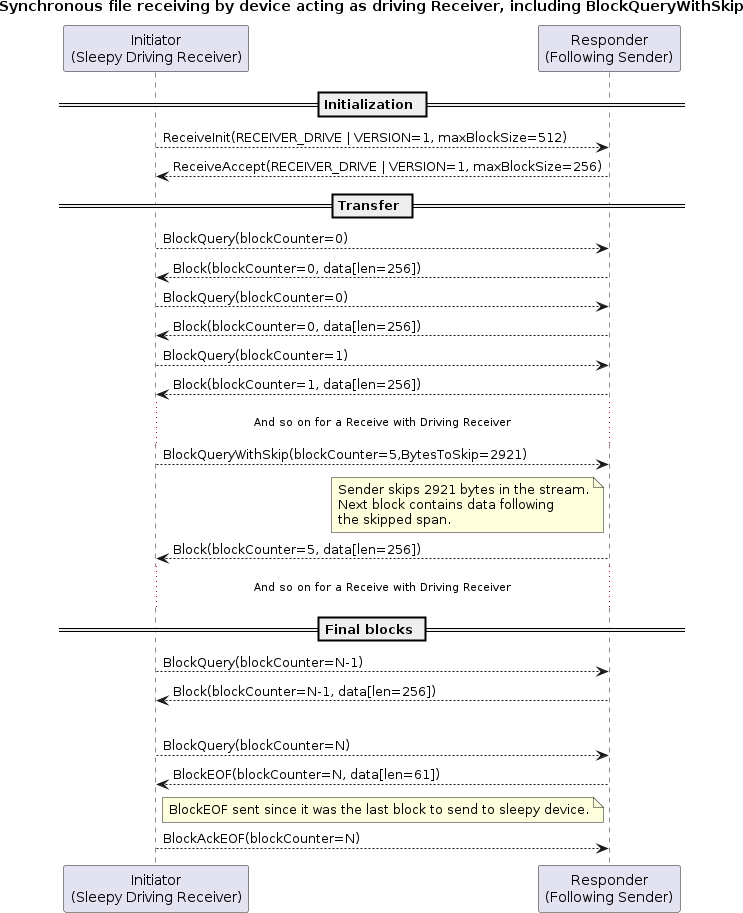 Synchronous file receiving by device acting as driving Receiver, including BlockQueryWithSkip
Initiator
(Sleepy Driving Receiver)
Responder
(Following Sender)
Initialization
ReceiveInit(RECEIVER_DRIVE | VERSION=1, maxBlockSize=512)
ReceiveAccept(RECEIVER_DRIVE | VERSION=1, maxBlockSize=256)
Transfer
BlockQuery(blockCounter=0)
Block(blockCounter=0, data[len=256])
BlockQuery(blockCounter=0)
Block(blockCounter=0, data[len=256])
BlockQuery(blockCounter=1)
Block(blockCounter=1, data[len=256])
And so on for a Receive with Driving Receiver
BlockQueryWithSkip(blockCounter=5,BytesToSkip=2921)
Sender skips 2921 bytes in the stream.
Next block contains data following
the skipped span.
Block(blockCounter=5, data[len=256])
And so on for a Receive with Driving Receiver
Final blocks
BlockQuery(blockCounter=N-1)
Block(blockCounter=N-1, data[len=256])
BlockQuery(blockCounter=N)
BlockEOF(blockCounter=N, data[len=61])
BlockEOF sent since it was the last block to send to sleepy device.
BlockAckEOF(blockCounter=N)
Initiator
(Sleepy Driving Receiver)
Responder
(Following Sender)